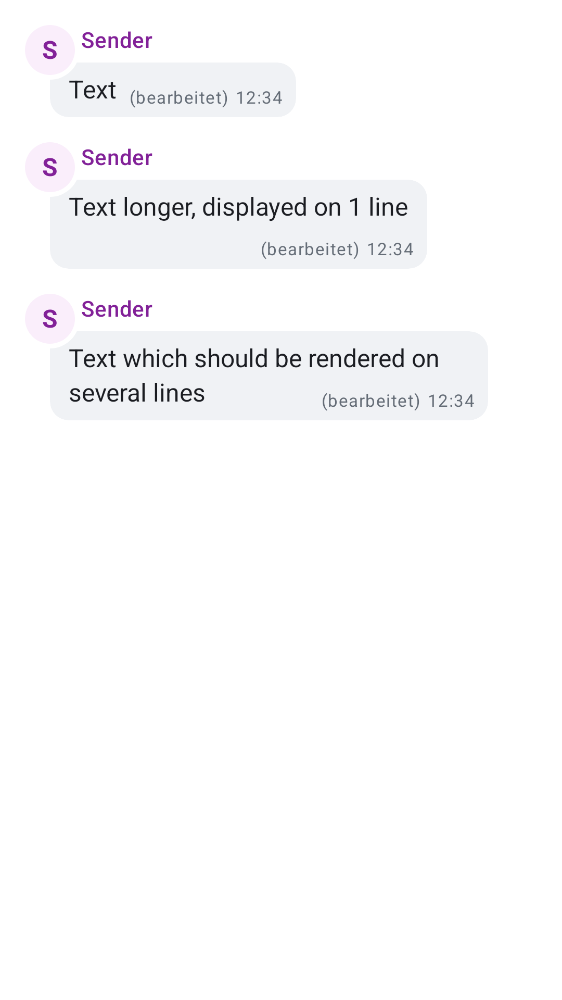 S Sender
Text (bearbeitet) 12:34
S Sender
Text longer, displayed on 1 line
(bearbeitet) 12:34
S Sender
Text which should be rendered on
several lines (bearbeitet) 12:34